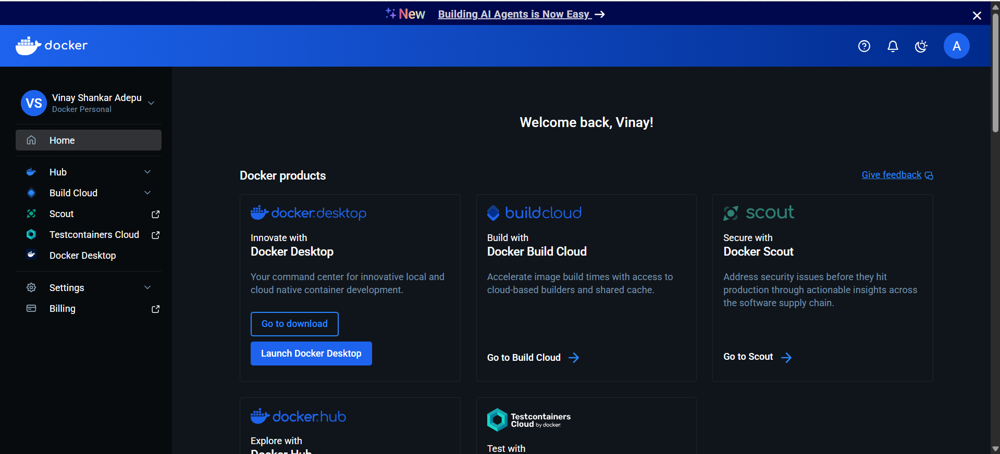 New Building AI Agents is Now Easy
docker
A
VS
Vinay Shankar Adepu
Docker Personal
Home
Hub
Build Cloud
Scout
Testcontainers Cloud
Docker Desktop
Settings
Billing
Welcome back, Vinay!
Docker products
Give feedback
docker.desktop
Innovate with
Docker Desktop
Your command center for innovative local and
cloud native container development.
Go to download
Launch Docker Desktop
buildcloud
Build with
Docker Build Cloud
Accelerate image build times with access to
cloud-based builders and shared cache.
Go to Build Cloud
scout
Secure with
Docker Scout
Address security issues before they hit
production through actionable insights across
the software supply chain.
Go to Scout
docker.hub
Explore with
Docker Hub
Testcontainers
Cloud by docker.
Test with